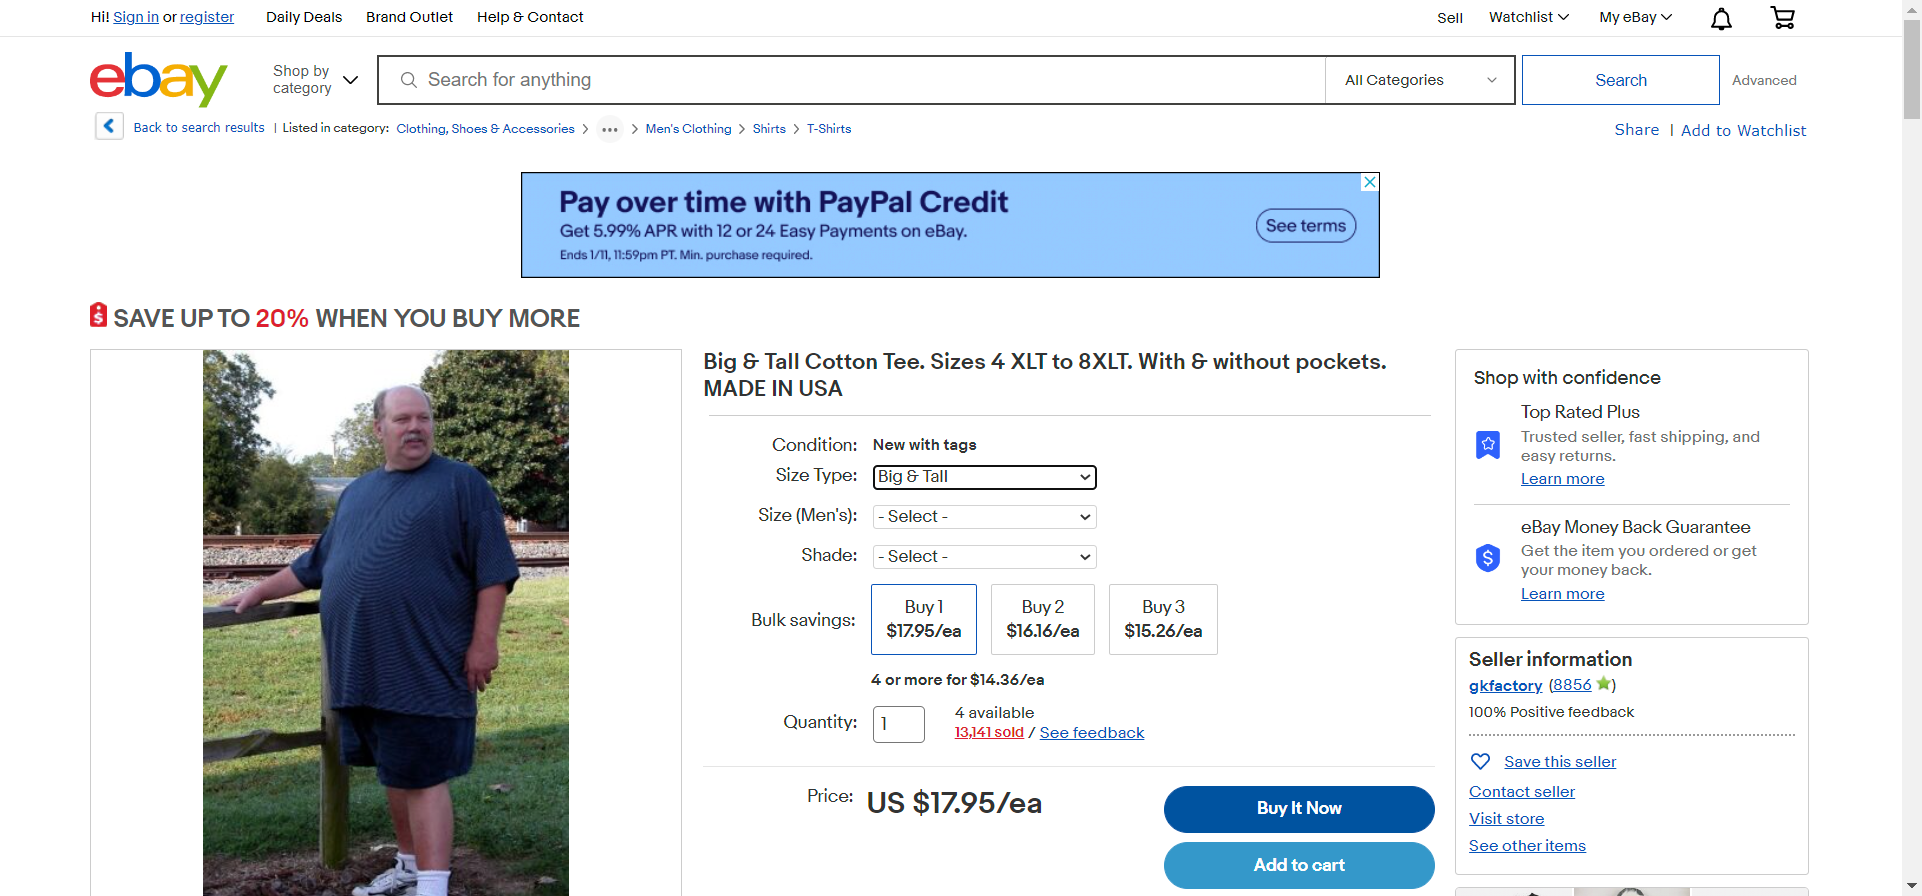 Hi! Sign in or register Daily Deals Brand Outlet Help & Contact Sell Watchlist My eBay
ebay
Shop by category
Search for anything
All Categories
Search
Advanced
Back to search results | Listed in category: Clothing, Shoes & Accessories > ... > Men's Clothing > Shirts > T-Shirts
Share | Add to Watchlist
Pay over time with PayPal Credit
Get 5.99% APR with 12 or 24 Easy Payments on eBay.
Ends 1/11, 11:59pm PT. Min. purchase required.
See terms
$ SAVE UP TO 20% WHEN YOU BUY MORE
Big & Tall Cotton Tee. Sizes 4 XLT to 8XLT. With & without pockets.
MADE IN USA
Condition: New with tags
Size Type: Big & Tall
Size (Men's): - Select -
Shade: - Select -
Bulk savings:
Buy 1
$17.95/ea
Buy 2
$16.16/ea
Buy 3
$15.26/ea
4 or more for $14.36/ea
Quantity: 1
4 available
13,141 sold / See feedback
Price: US $17.95/ea
Buy It Now
Add to cart
Shop with confidence
Top Rated Plus
Trusted seller, fast shipping, and
easy returns.
Learn more
eBay Money Back Guarantee
$
Get the item you ordered or get
your money back.
Learn more
Seller information
gkfactory (8856)
100% Positive feedback
Save this seller
Contact seller
Visit store
See other items